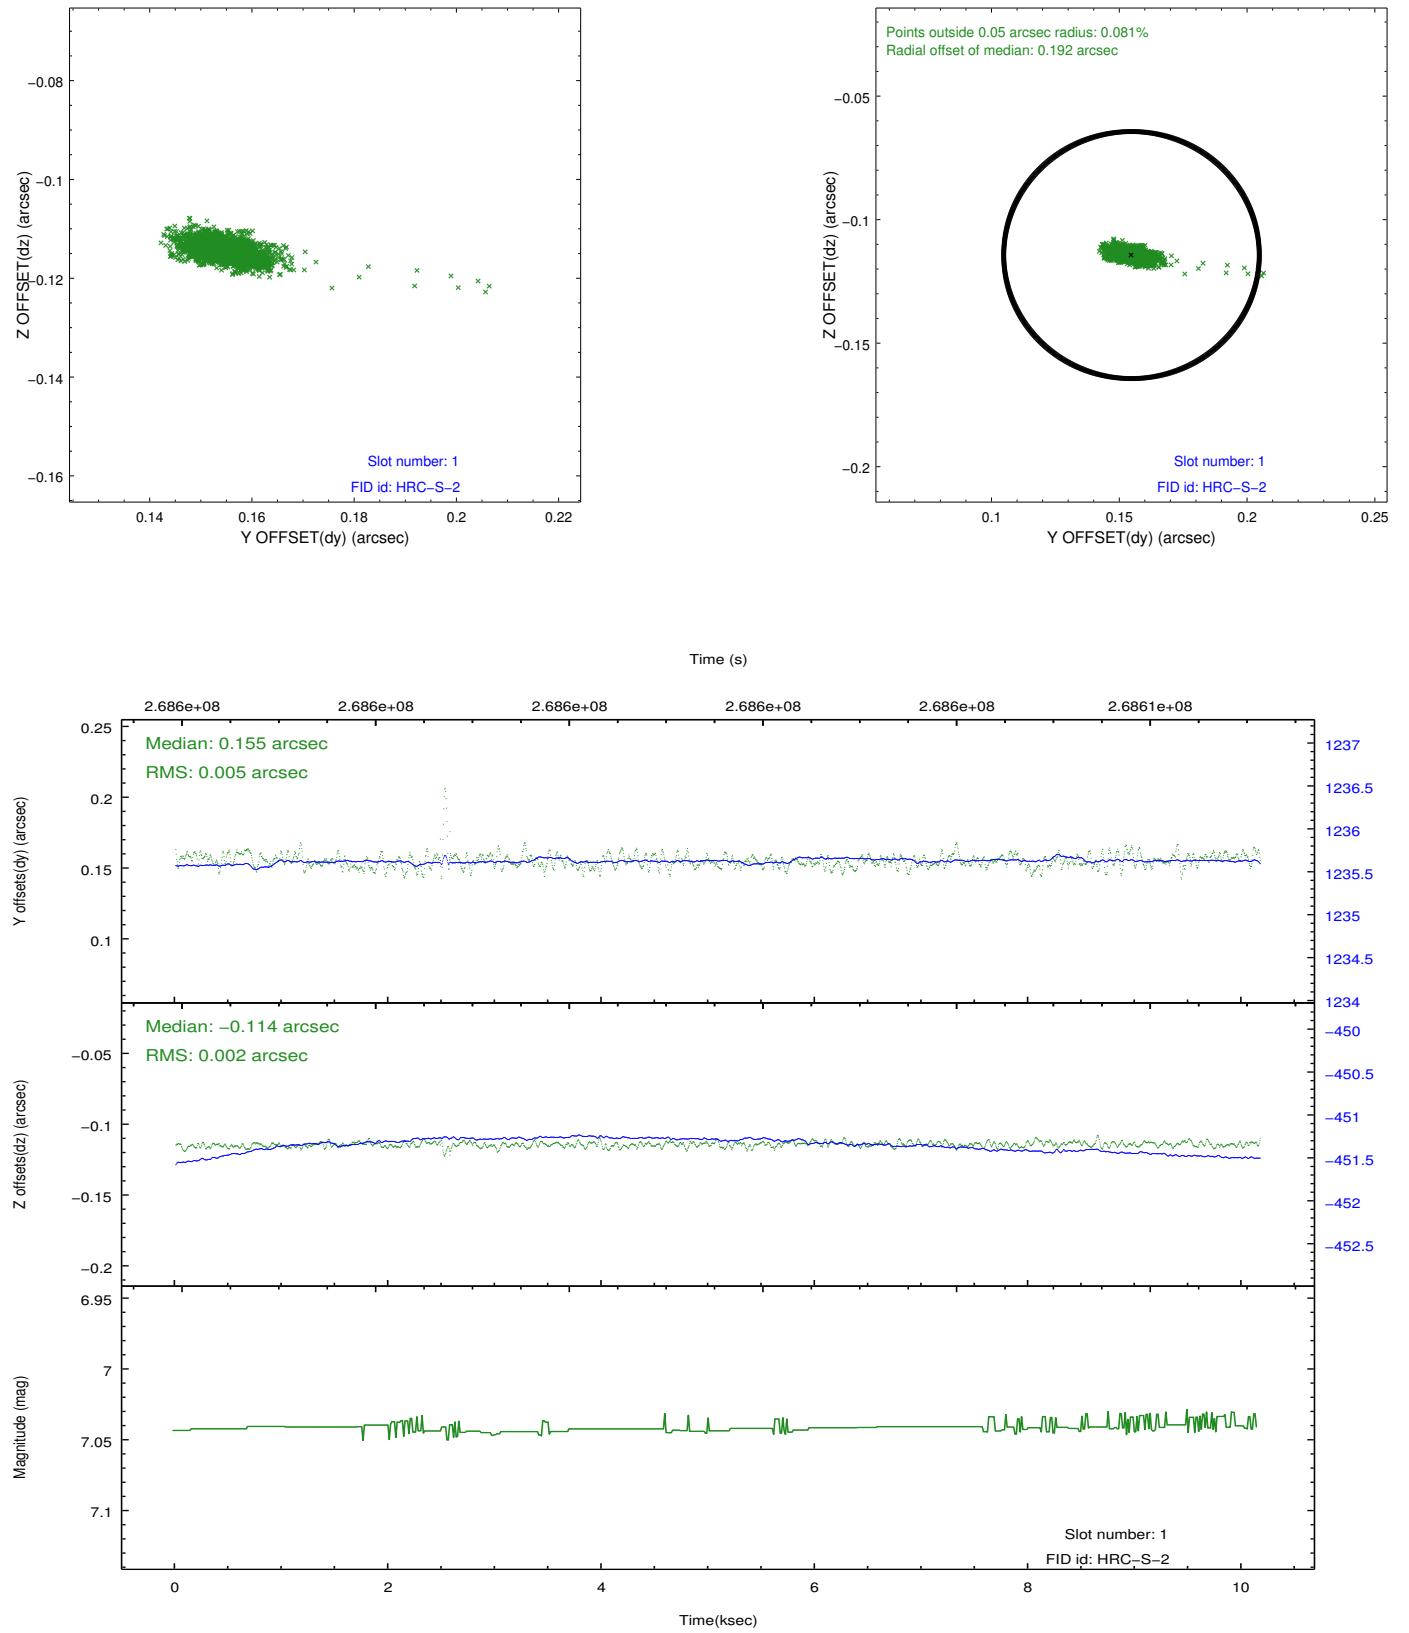 −0.08
−0.1
−0.12
−0.14
−0.16
Z OFFSET(dz) (arcsec)
Slot number: 1
FID id: HRC−S−2
0.14 0.16 0.18 0.2 0.22
Y OFFSET(dy) (arcsec)
Points outside 0.05 arcsec radius: 0.081%
Radial offset of median: 0.192 arcsec
−0.05
−0.1
−0.15
−0.2
Z OFFSET(dz) (arcsec)
Slot number: 1
FID id: HRC−S−2
0.1 0.15 0.2 0.25
Y OFFSET(dy) (arcsec)
Time (s)
2.686e+08 2.686e+08 2.686e+08 2.686e+08 2.686e+08 2.6861e+08
Median: 0.155 arcsec
RMS: 0.005 arcsec
0.25
0.2
0.15
0.1
Y offsets(dy) (arcsec)
1237
1236.5
1236
1235.5
1235
1234.5
1234
Median: −0.114 arcsec
RMS: 0.002 arcsec
−0.05
−0.1
−0.15
−0.2
Z offsets(dz) (arcsec)
−450
−450.5
−451
−451.5
−452
−452.5
6.95
7
7.05
7.1
Magnitude (mag)
Slot number: 1
FID id: HRC−S−2
0 2 4 6 8 10
Time(ksec)